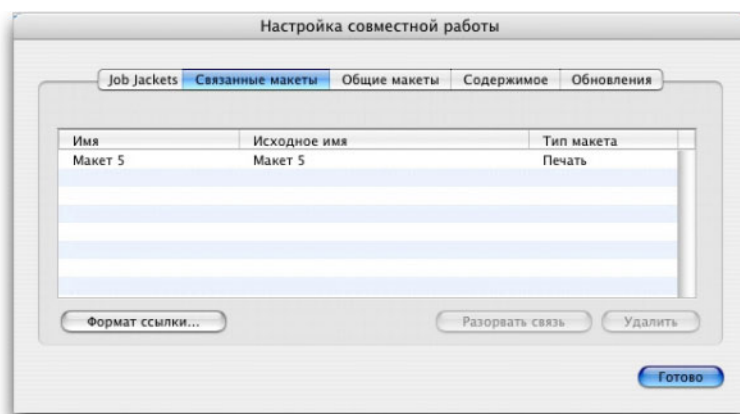 Настройка совместной работы
Job Jackets Связанные макеты Общие макеты Содержимое Обновления
Имя Исходное имя Тип макета
Макет 5 Макет 5 Печать
Формат ссылки... Разорвать связь Удалить
Готово